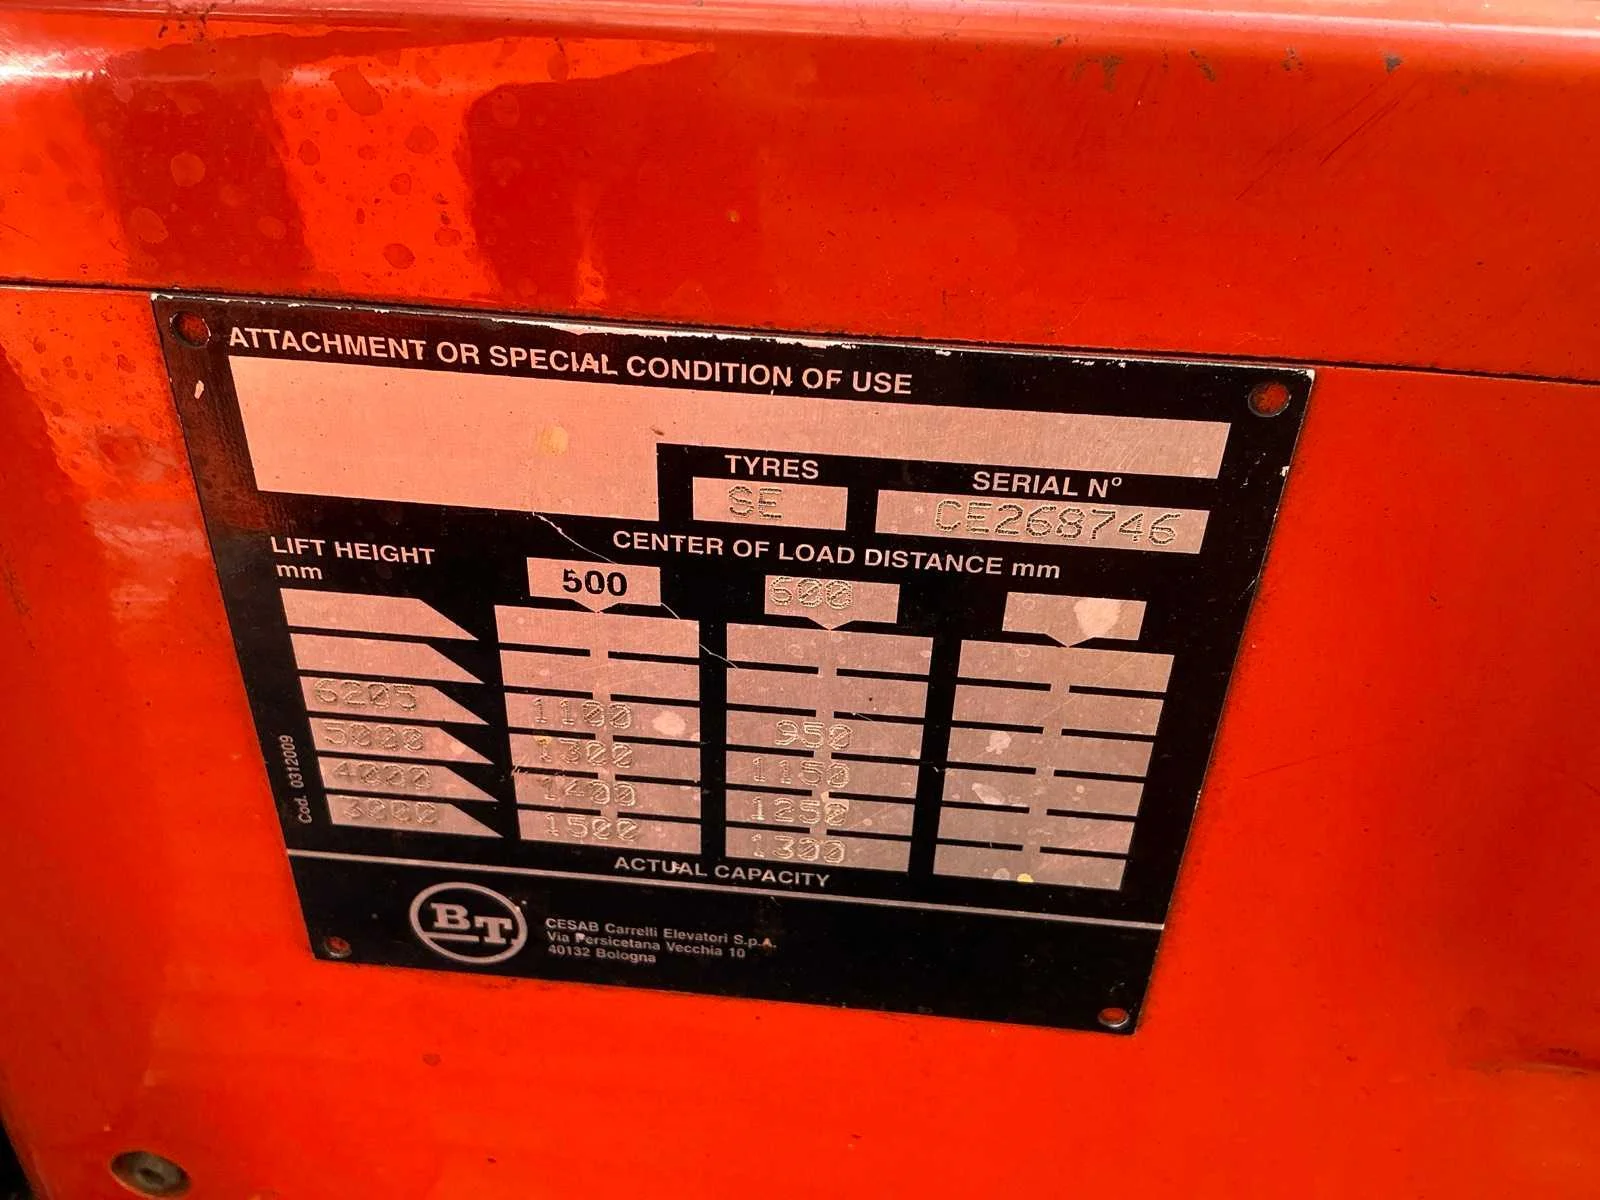 ATTACHMENT OR SPECIAL CONDITION OF USE
TYRES SERIAL Nº
SE CE268746
LIFT HEIGHT
mm
CENTER OF LOAD DISTANCE mm
500 600
6205 1100 950
5000 1300 1150
4000 1400 1250
3000 1500 1300
ACTUAL CAPACITY
Cod. 0312009
BT
CESAB Carrelli Elevatori S.p.A.
Via Persicetana Vecchia 10
40132 Bologna